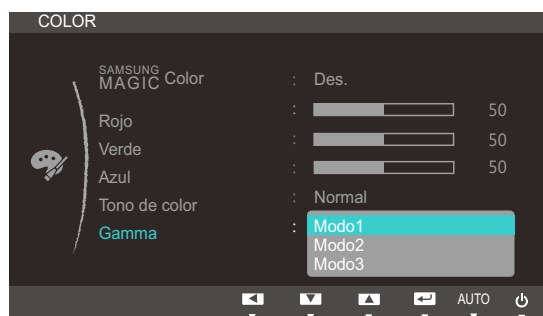 COLOR
SAMSUNG MAGIC Color : Des.
Rojo : 50
Verde : 50
Azul : 50
Tono de color : Normal
Gamma : Modo1
Modo2
Modo3
AUTO